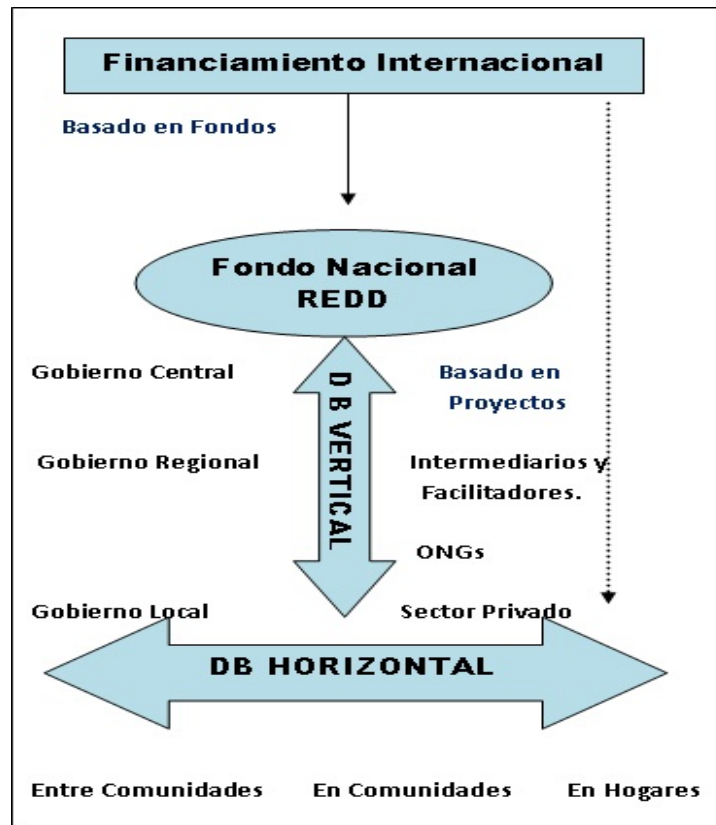 Financiamiento Internacional
Basado en Fondos
Fondo Nacional
REDD
Gobierno Central
Basado en
Proyectos
D B VERTICAL
Gobierno Regional
Intermediarios y
Facilitadores.
ONGs
Gobierno Local
Sector Privado
DB HORIZONTAL
Entre Comunidades
En Comunidades
En Hogares